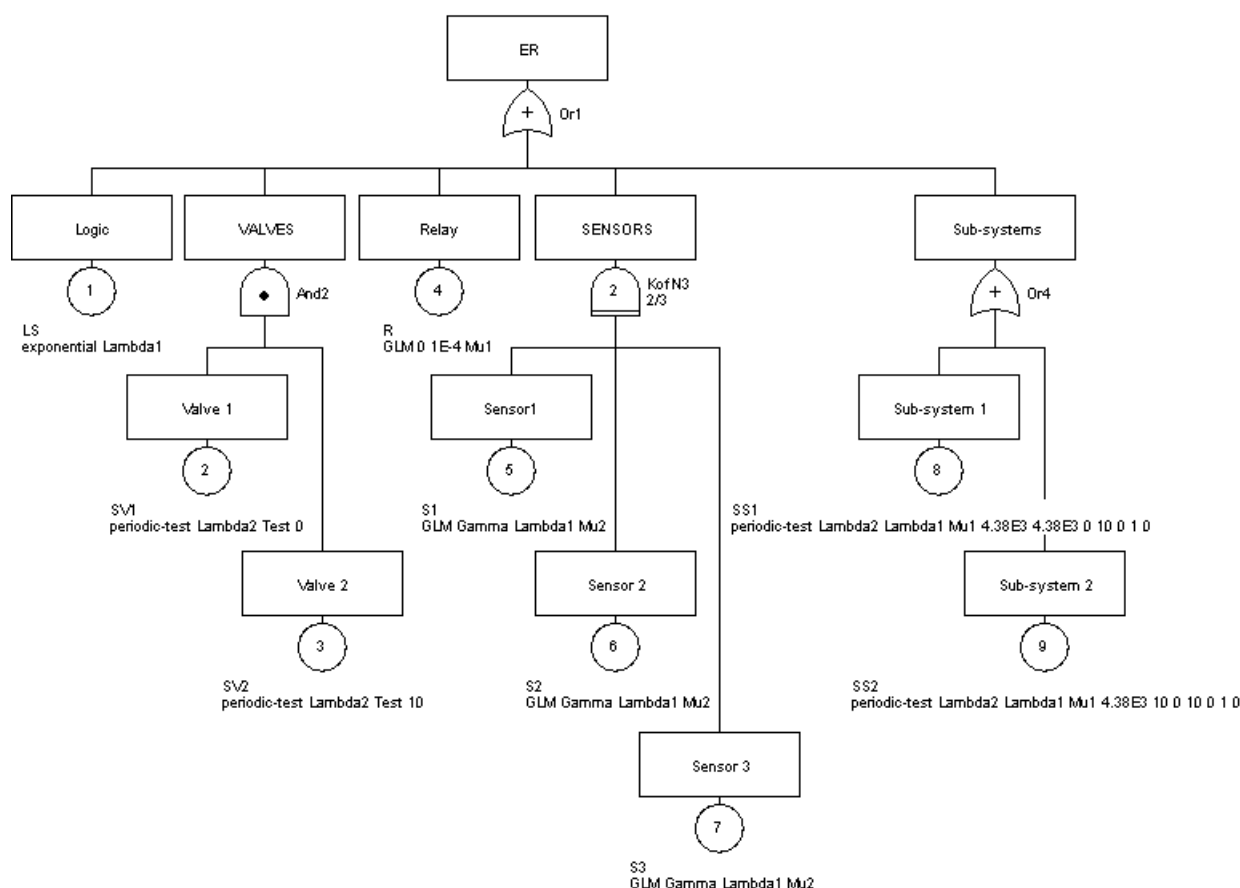 ER
+
Or1
Logic
VALVES
Relay
SENSORS
Sub-systems
1
And2
4
2
KofN3
2/3
+
Or4
LS
exponential Lambda1
R
GLM 0 1E-4 Mu1
Valve 1
Sensor1
Sub-system 1
2
5
8
SV1
periodic-test Lambda2 Test 0
S1
GLM Gamma Lambda1 Mu2
SS1
periodic-test Lambda2 Lambda1 Mu1 4.38E3 4.38E3 0 10 0 0 1 0
Valve 2
Sensor 2
Sub-system 2
3
6
9
SV2
periodic-test Lambda2 Test 10
S2
GLM Gamma Lambda1 Mu2
SS2
periodic-test Lambda2 Lambda1 Mu1 4.38E3 10 0 10 0 0 1 0
Sensor 3
7
S3
GLM Gamma Lambda1 Mu2